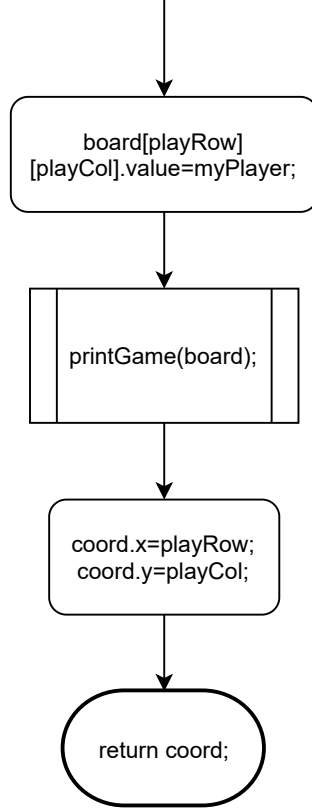 board[playRow]
[playCol].value=myPlayer;
printGame(board);
coord.x=playRow;
coord.y=playCol;
return coord;